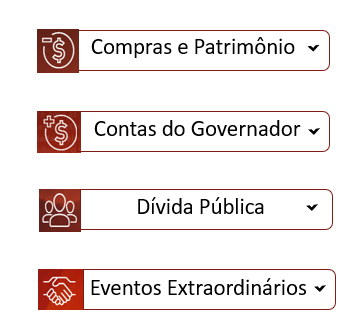 Compras e Patrimônio
Contas do Governador
Dívida Pública
Eventos Extraordinários